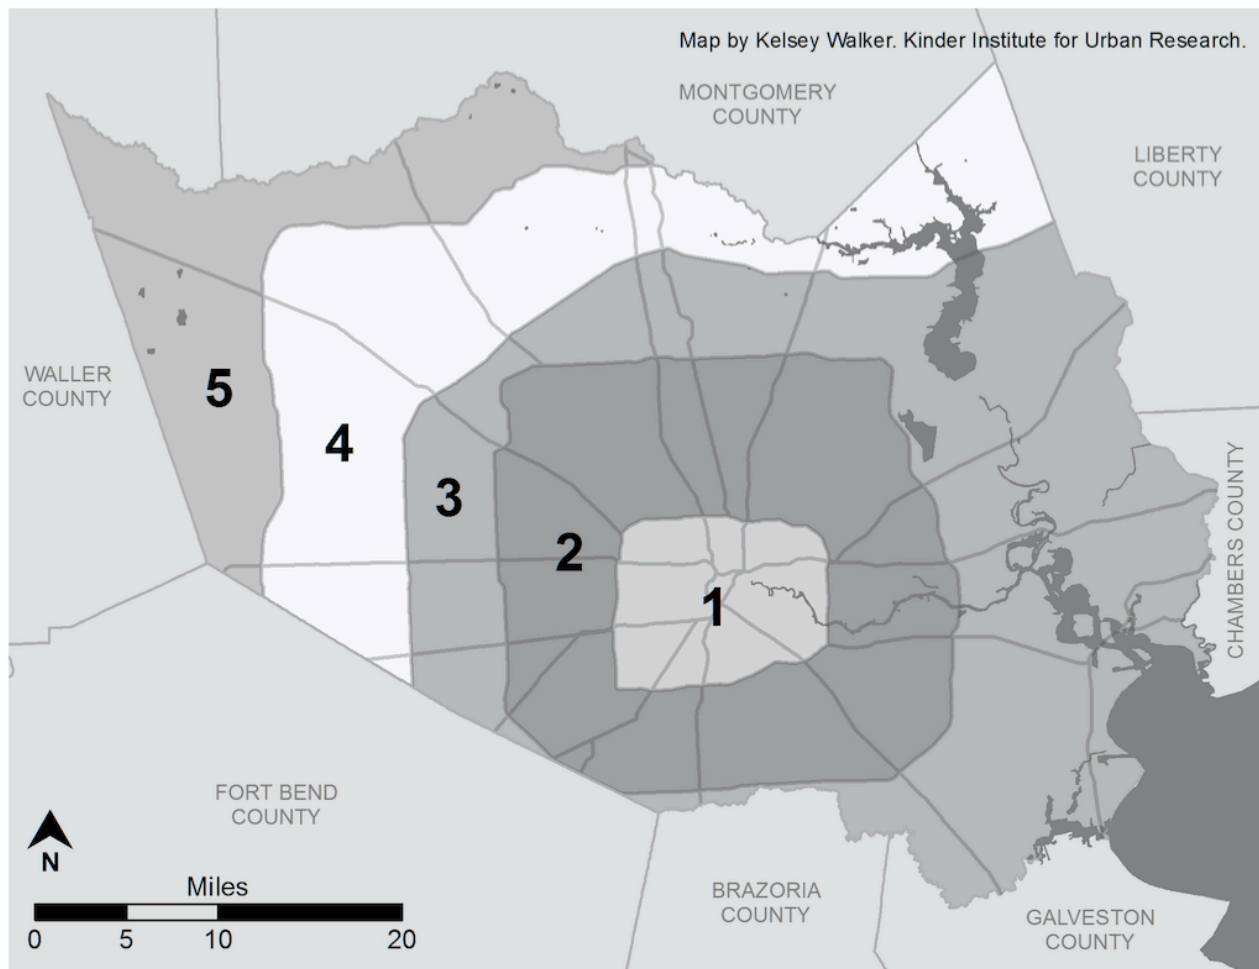 Map by Kelsey Walker. Kinder Institute for Urban Research.
MONTGOMERY
COUNTY
LIBERTY
COUNTY
WALLER
COUNTY
5
4
3
2
1
CHAMBERS COUNTY
FORT BEND
COUNTY
N
Miles
0 5 10 20
BRAZORIA
COUNTY
GALVESTON
COUNTY